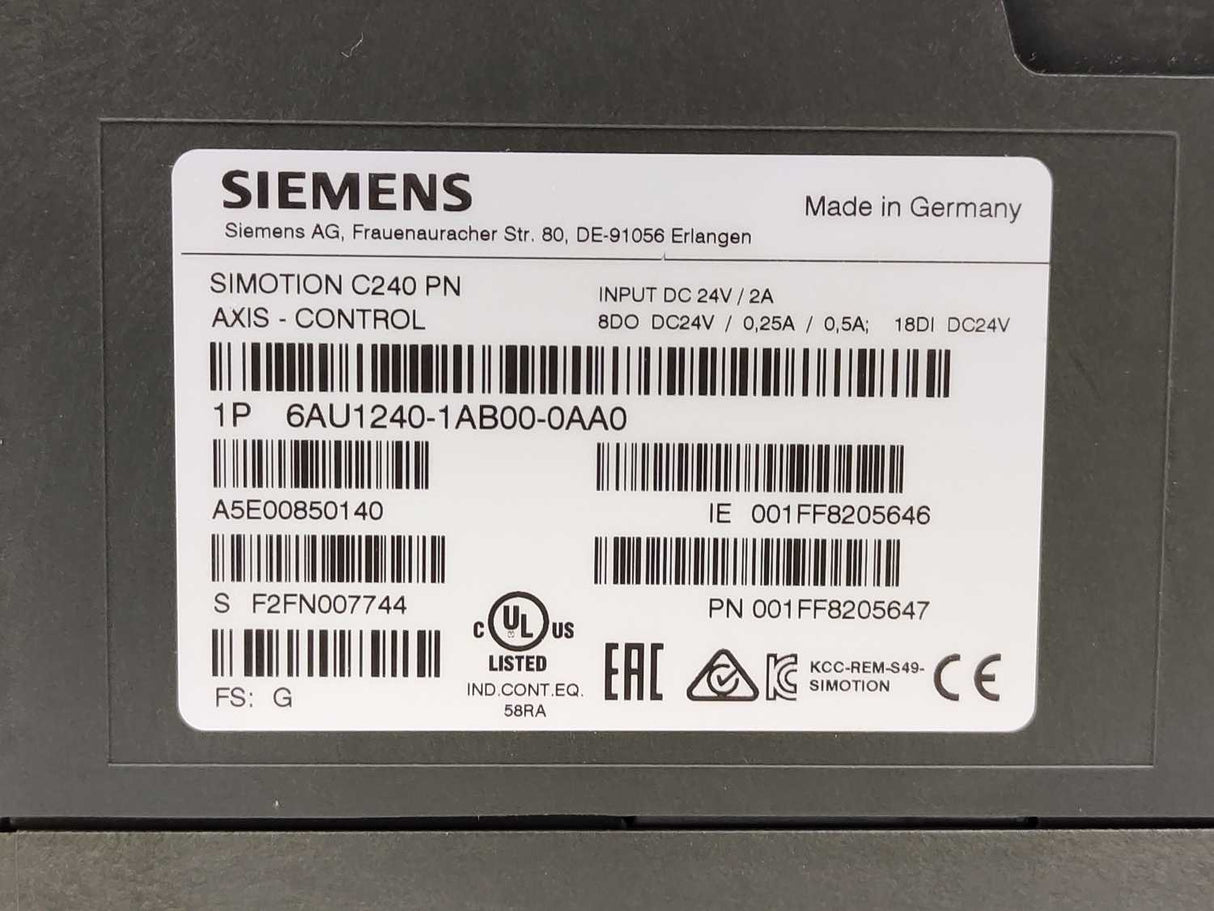 SIEMENS
Made in Germany
Siemens AG, Frauenauracher Str. 80, DE-91056 Erlangen
SIMOTION C240 PN
INPUT DC 24V / 2A
AXIS - CONTROL
8DO DC24V / 0,25A / 0,5A; 18DI DC24V
1P 6AU1240-1AB00-0AA0
A5E00850140
IE 001FF8205646
S F2FN007744
PN 001FF8205647
C UL US
LISTED
IND.CONT.EQ.
58RA
EAC
KCC-REM-S49-
SIMOTION
CE
FS: G